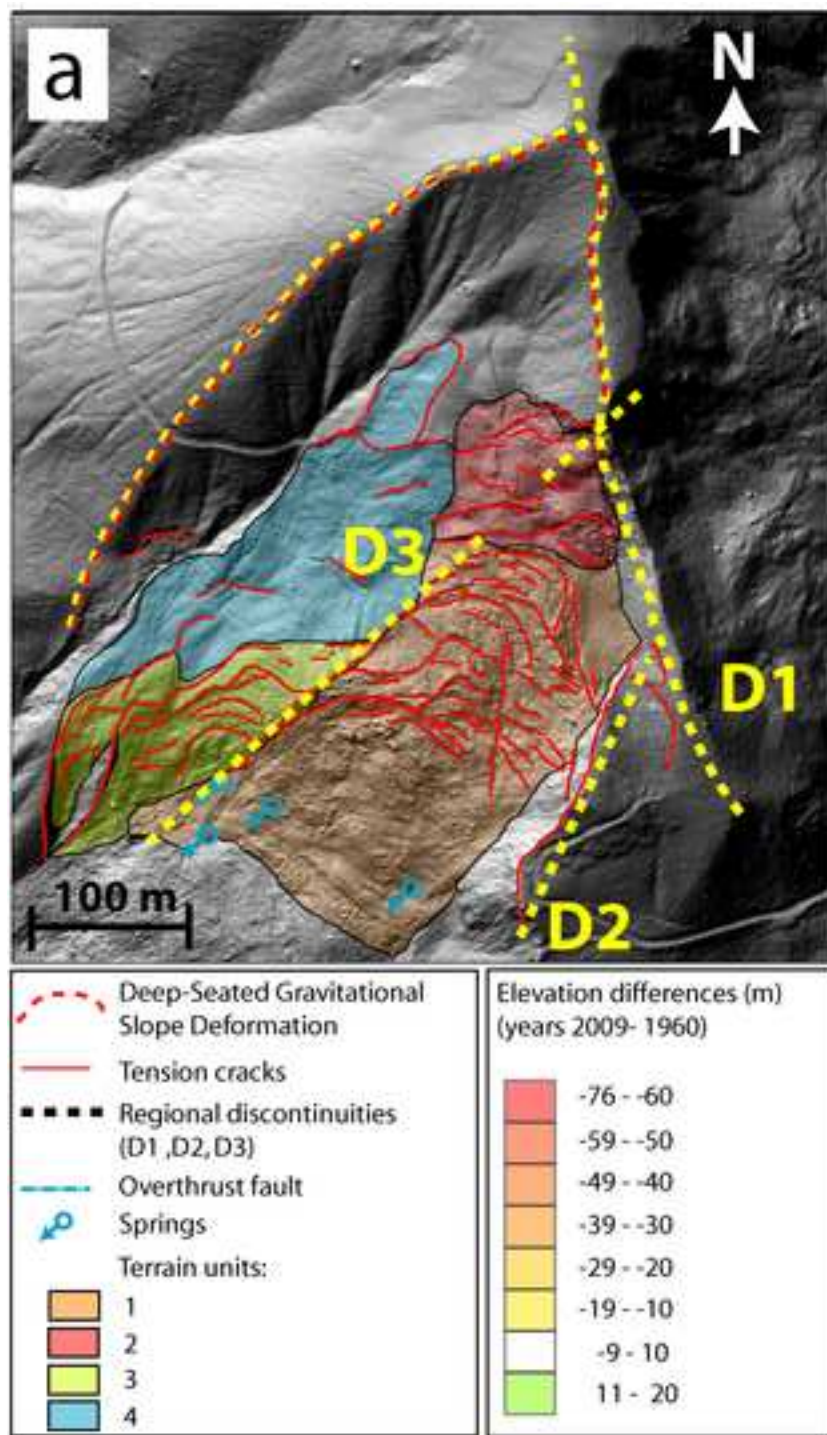 a
N
D3
D1
D2
100 m
Deep-Seated Gravitational
Slope Deformation
Tension cracks
Regional discontinuities
(D1 ,D2, D3)
Overthrust fault
Springs
Terrain units:
1
2
3
4
Elevation differences (m)
(years 2009- 1960)
-76 - -60
-59 - -50
-49 - -40
-39 - -30
-29 - -20
-19 - -10
-9 - 10
11 - 20